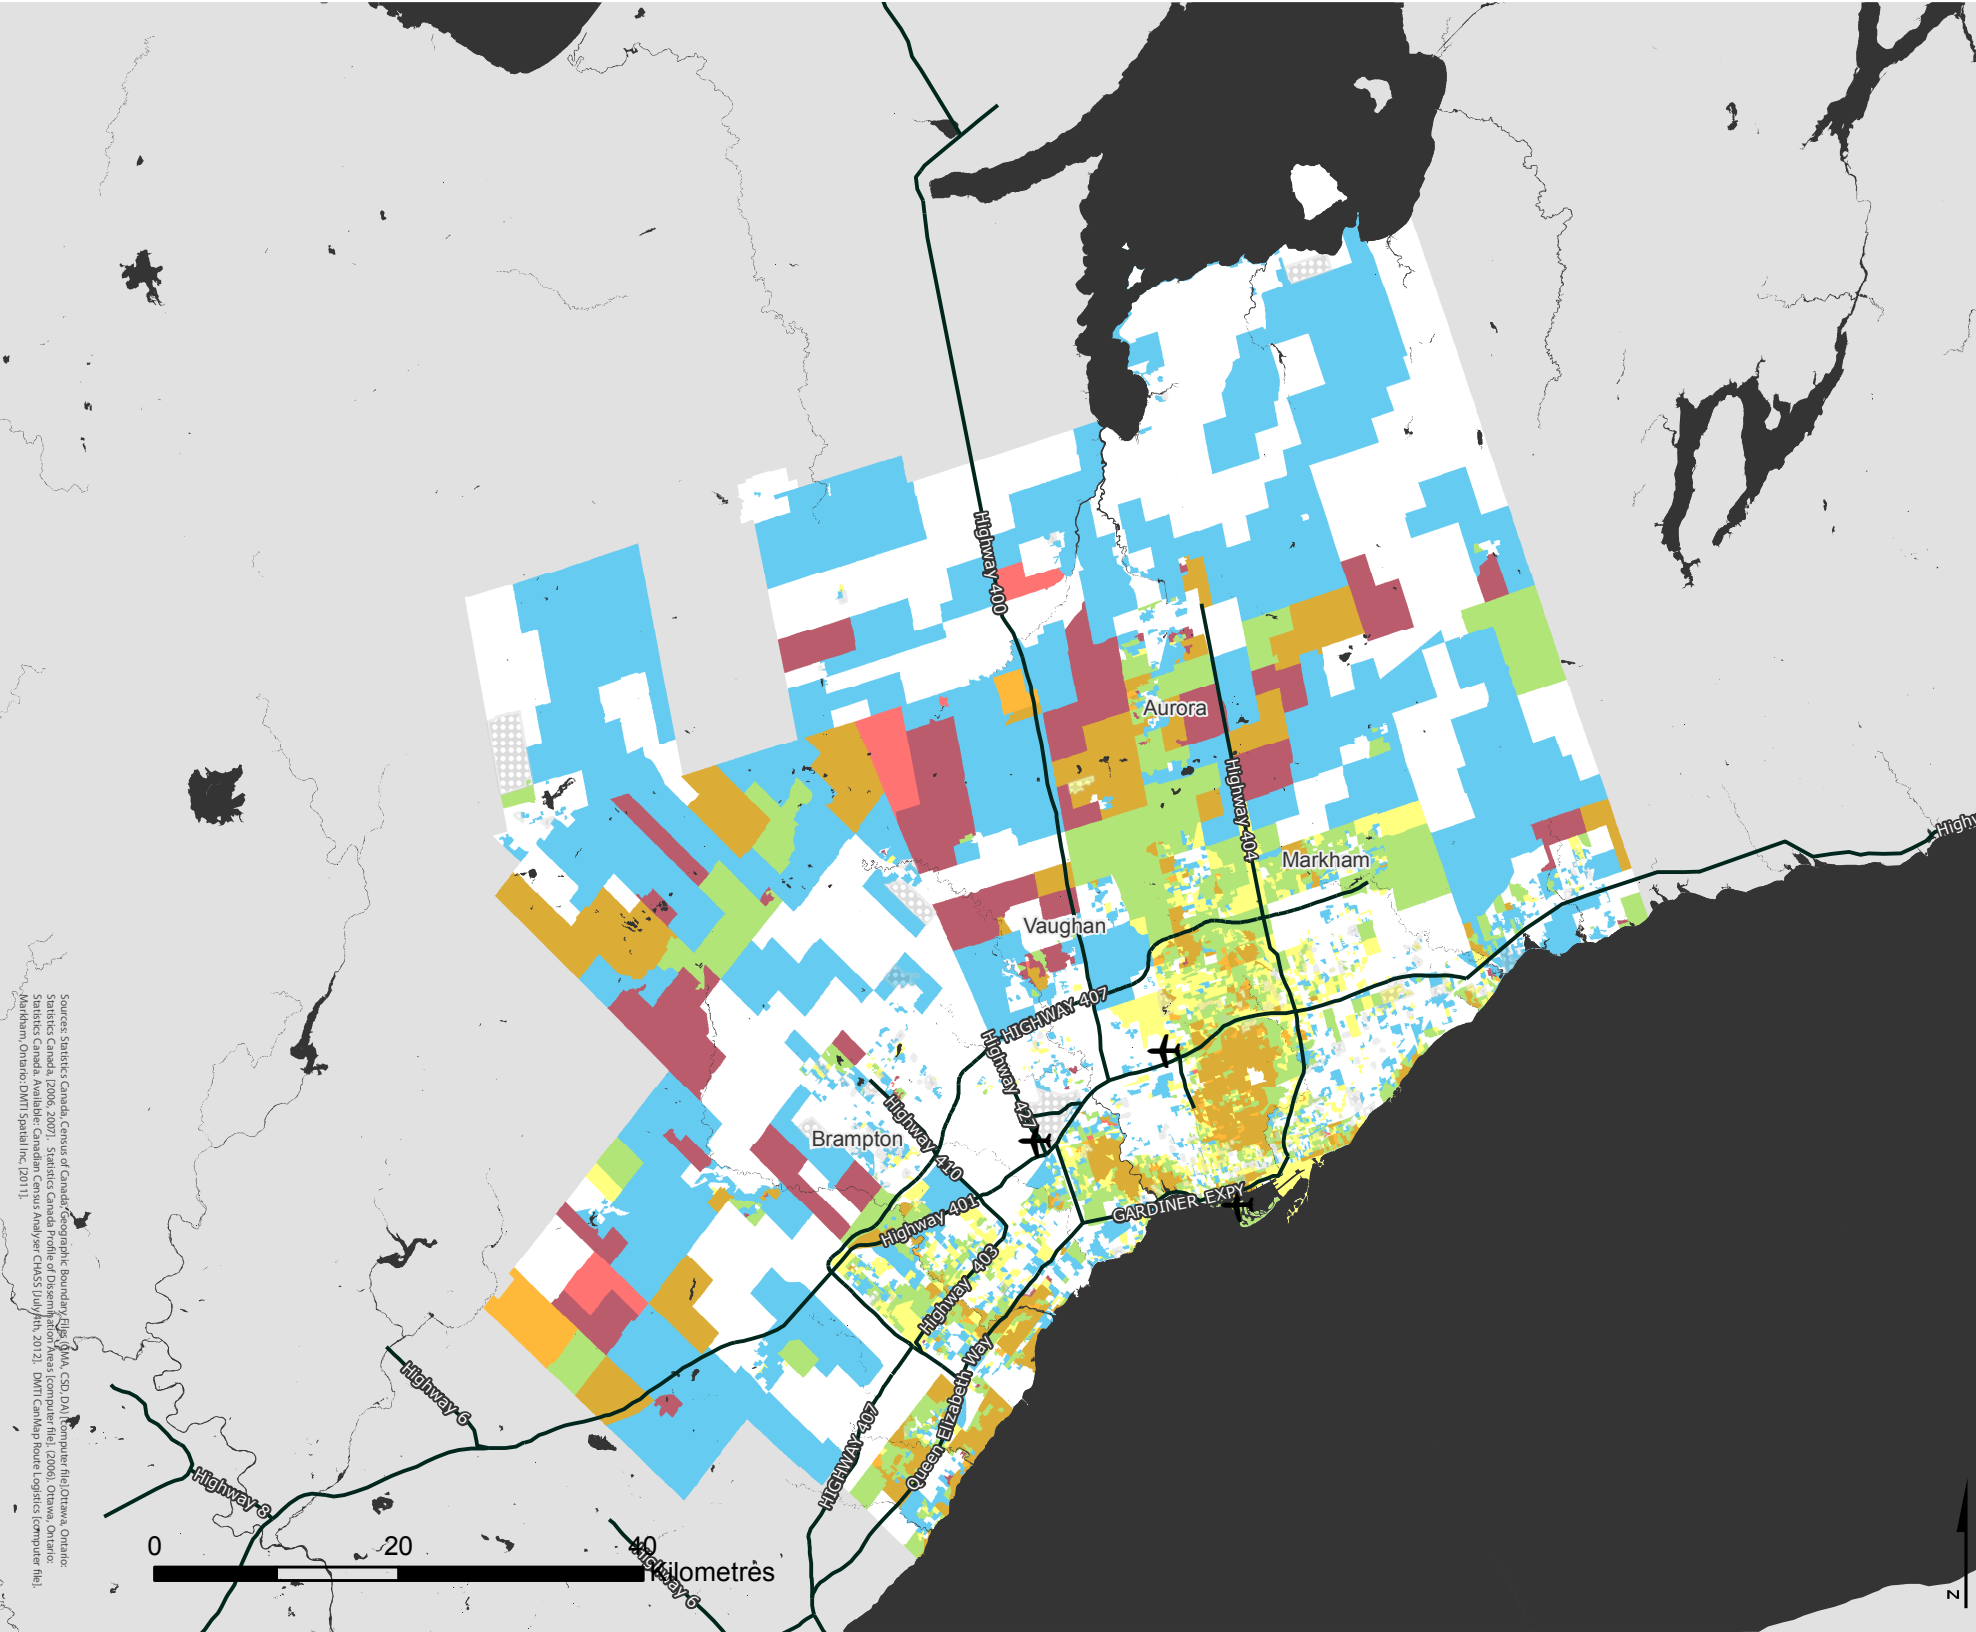 Highway 400
Aurora
Highway 404
Highw
Markham
Vaughan
HIGHWAY 407
Highway 427
Highway 410
Brampton
Highway 401
GARDINER EXPY
Highway 403
Queen Elizabeth Way
HIGHWAY 407
Highway 6
Highway 8
Highway 6
0 20 40
Kilometres
N
Sources: Statistics Canada, Census of Canada, Geographic Boundary Files (CMA, CSD, DA) [computer file]. Ottawa, Ontario:
Statistics Canada, [2006, 2007]. Statistics Canada Profile of Dissemination Areas [computer file]. (2006). Ottawa, Ontario:
Statistics Canada. Available: Canadian Census Analyser CHASS [July 4th, 2012]. DMTI CanMap Route Logistics [computer file].
Markham, Ontario: DMTI Spatial Inc. [2011].